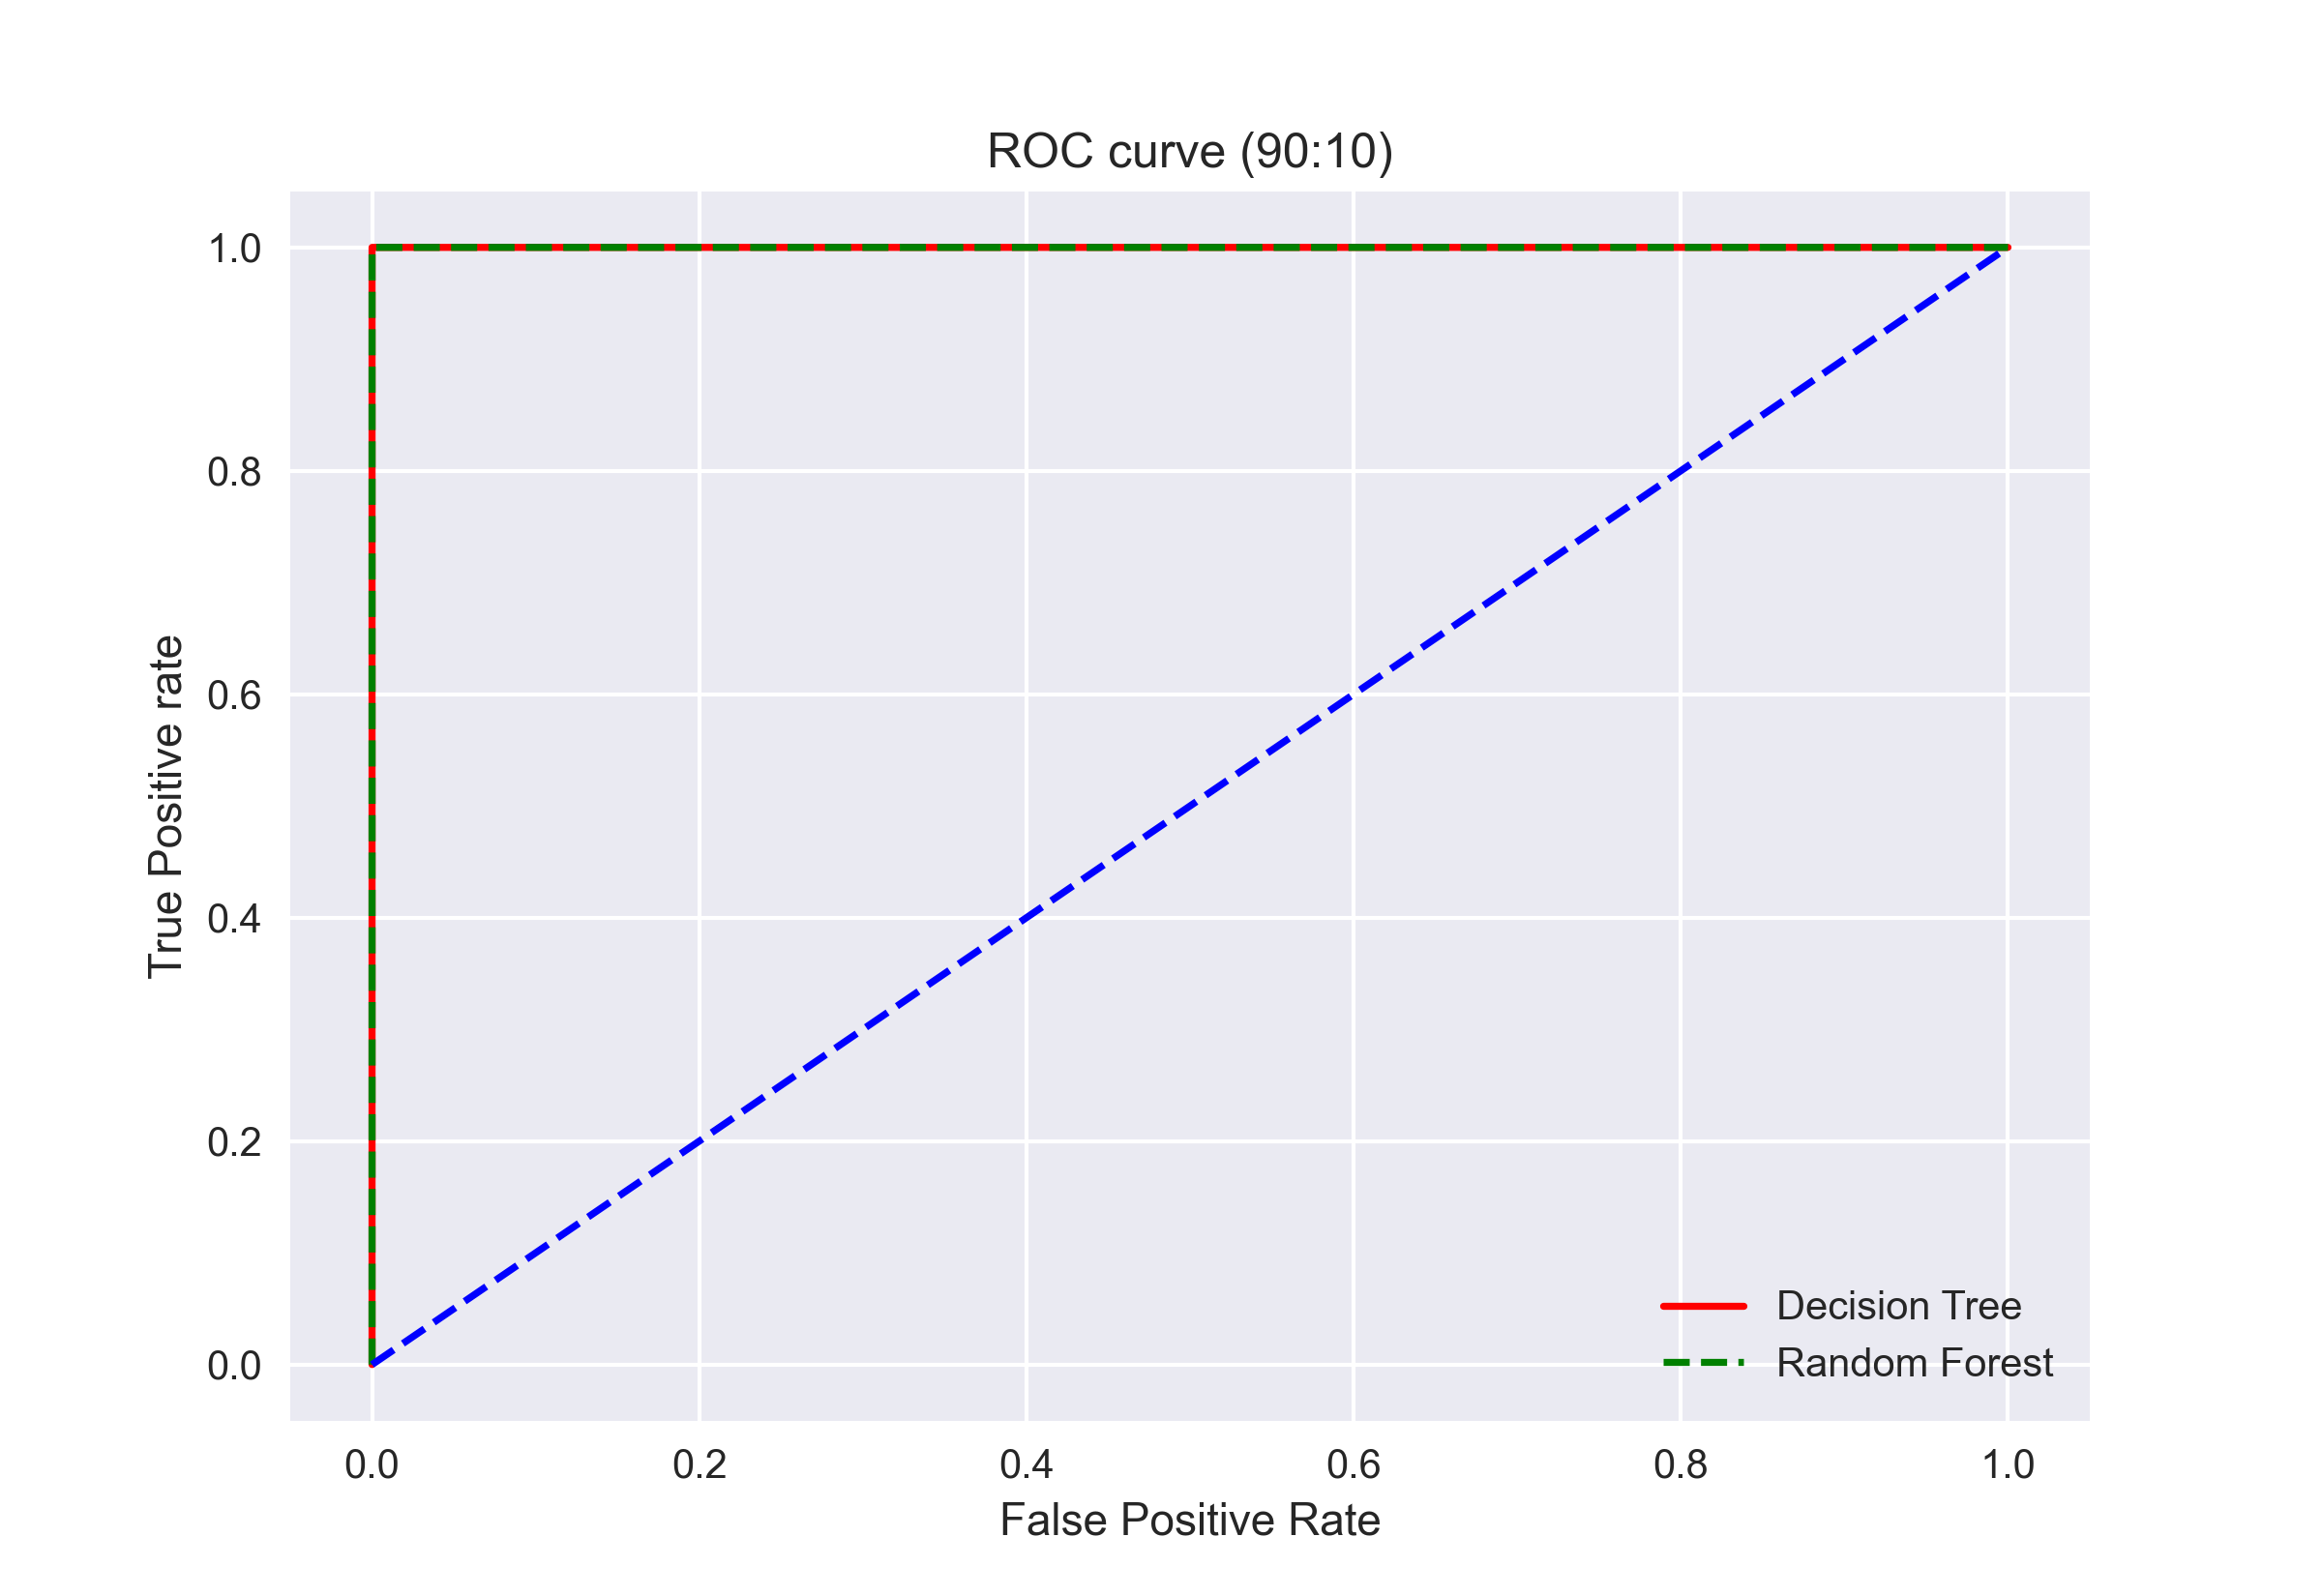 ROC curve (90:10)
1.0
0.8
0.6
0.4
0.2
0.0
True Positive rate
Decision Tree
Random Forest
0.0 0.2 0.4 0.6 0.8 1.0
False Positive Rate